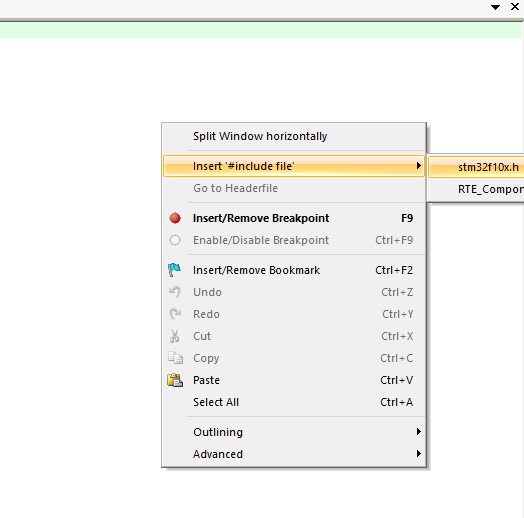 Split Window horizontally
Insert '#include file'
stm32f10x.h
Go to Headerfile
RTE_Compon
Insert/Remove Breakpoint F9
Enable/Disable Breakpoint Ctrl+F9
Insert/Remove Bookmark Ctrl+F2
Undo Ctrl+Z
Redo Ctrl+Y
Cut Ctrl+X
Copy Ctrl+C
Paste Ctrl+V
Select All Ctrl+A
Outlining
Advanced